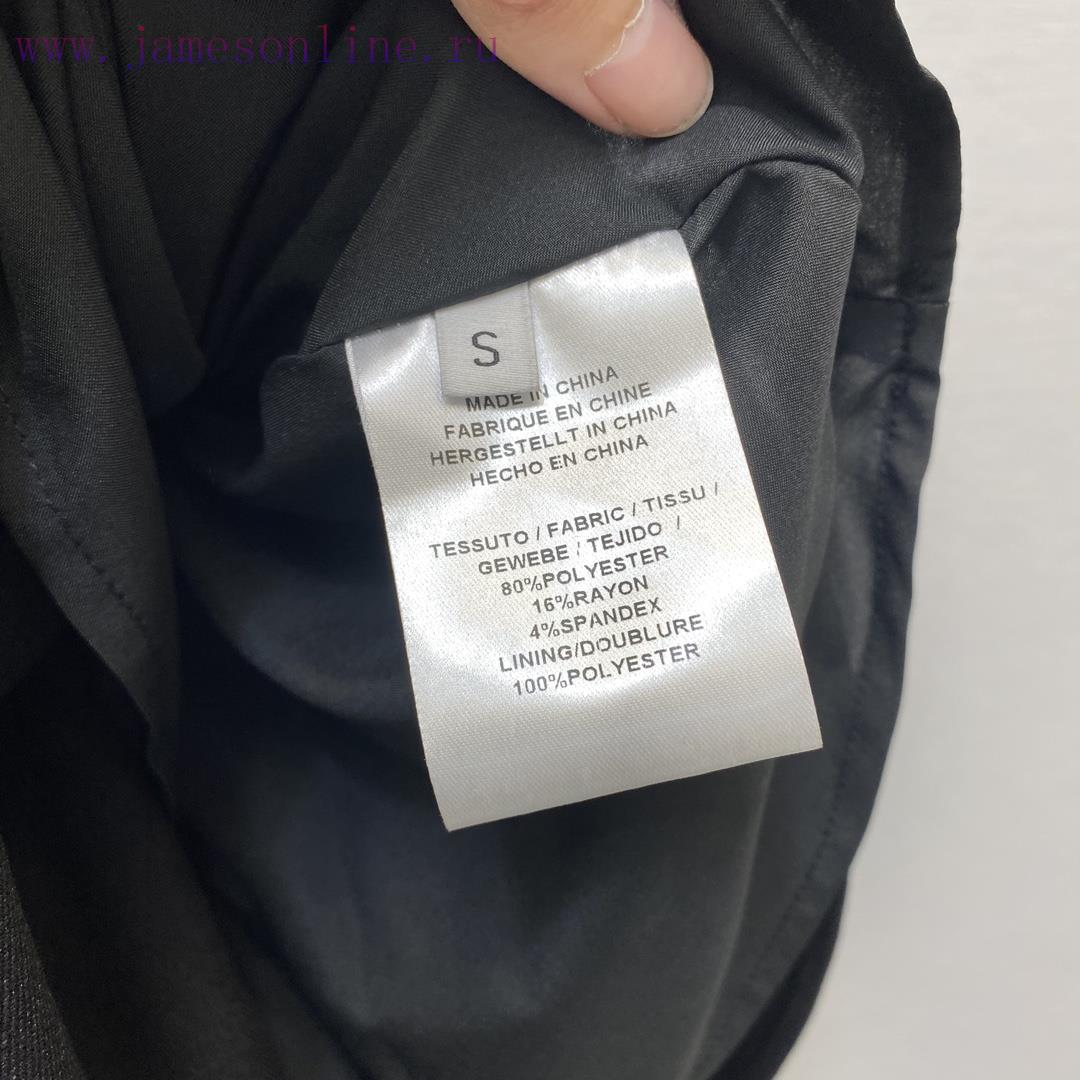 www.jamesonline.ru
S
MADE IN CHINA
FABRIQUE EN CHINE
HERGESTELLT IN CHINA
HECHO EN CHINA
TESSUTO / FABRIC / TISSU /
GEWEBE / TEJIDO /
80%POLYESTER
16%RAYON
4%SPANDEX
LINING/DOUBLURE
100%POLYESTER